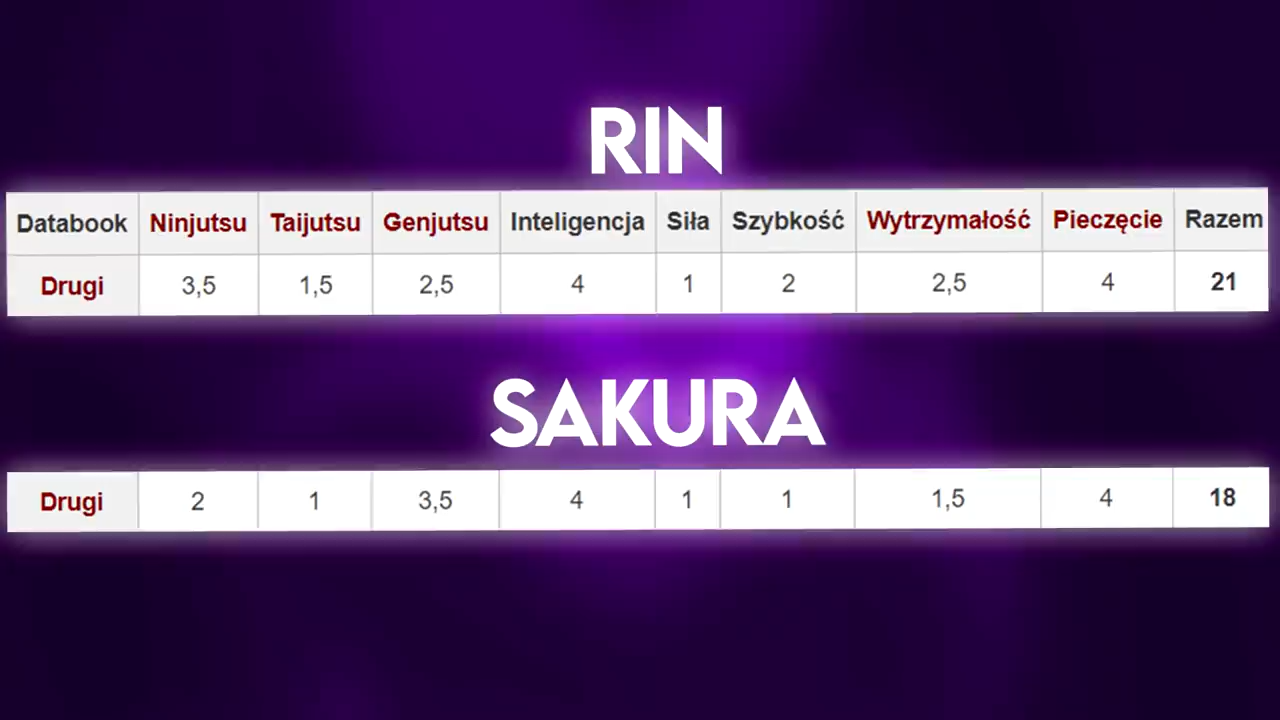 RIN
Databook Ninjutsu Taijutsu Genjutsu Inteligencja Siła Szybkość Wytrzymałość Pieczęcie Razem
Drugi 3,5 1,5 2,5 4 1 2 2,5 4 21
SAKURA
Drugi 2 1 3,5 4 1 1 1,5 4 18